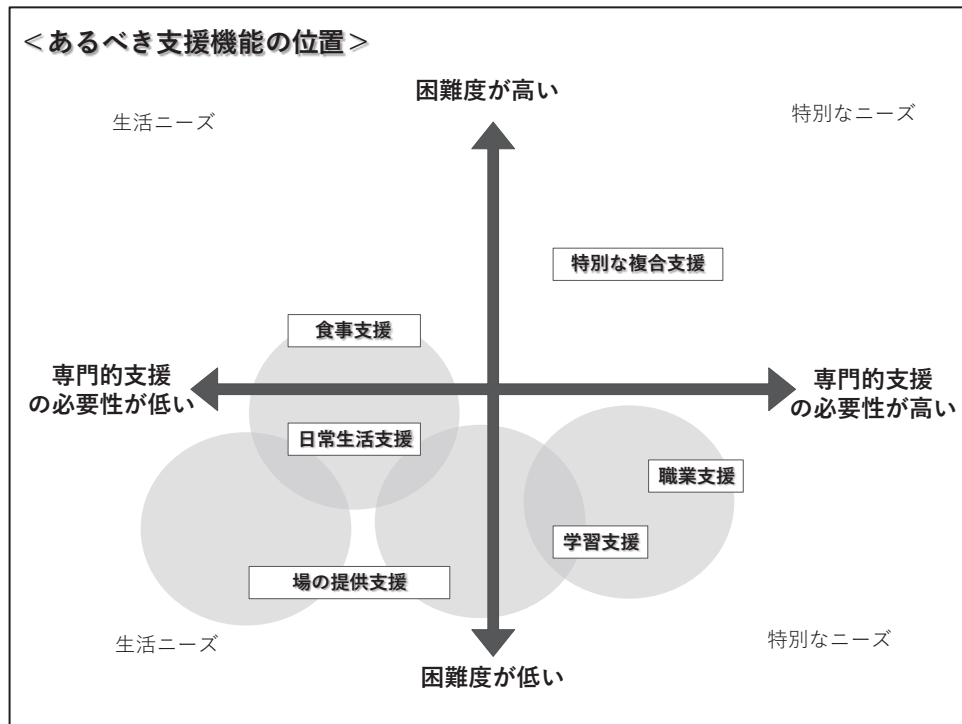 ＜あるべき支援機能の位置＞
困難度が高い
生活ニーズ
特別なニーズ
特別な複合支援
食事支援
専門的支援
の必要性が低い
専門的支援
の必要性が高い
日常生活支援
職業支援
学習支援
場の提供支援
生活ニーズ
特別なニーズ
困難度が低い